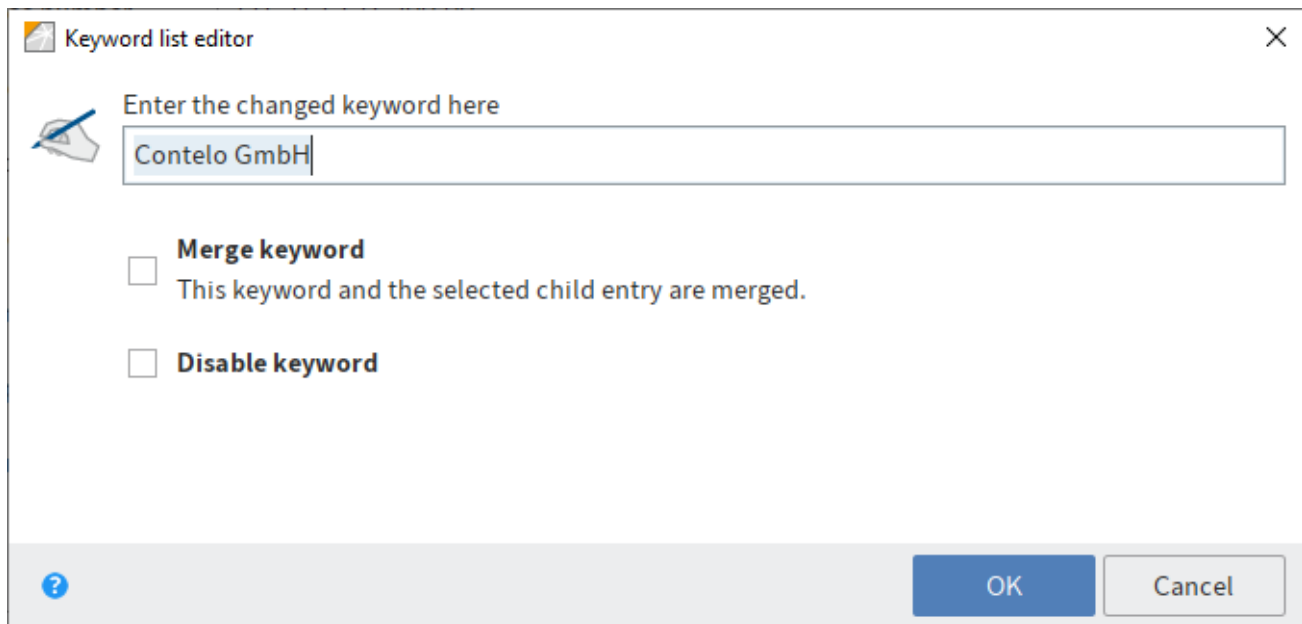 Keyword list editor
Enter the changed keyword here
Contelo GmbH
Merge keyword
This keyword and the selected child entry are merged.
Disable keyword
?
OK
Cancel